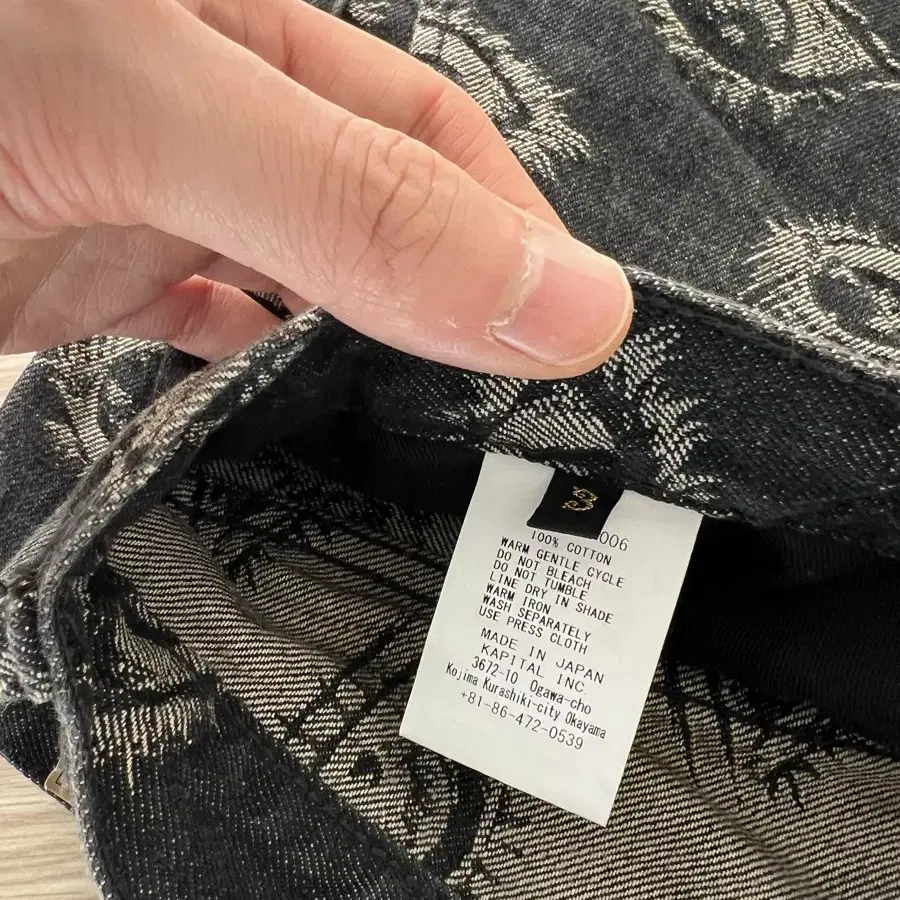 3
006
100% COTTON
WARM GENTLE CYCLE
DO NOT BLEACH
DO NOT TUMBLE
LINE DRY IN SHADE
WARM IRON
WASH SEPARATELY
USE PRESS CLOTH
MADE IN JAPAN
KAPITAL INC
3672-10 Ogawa-cho
Kojima Kurashiki-city Okayama
+81-86-472-0539